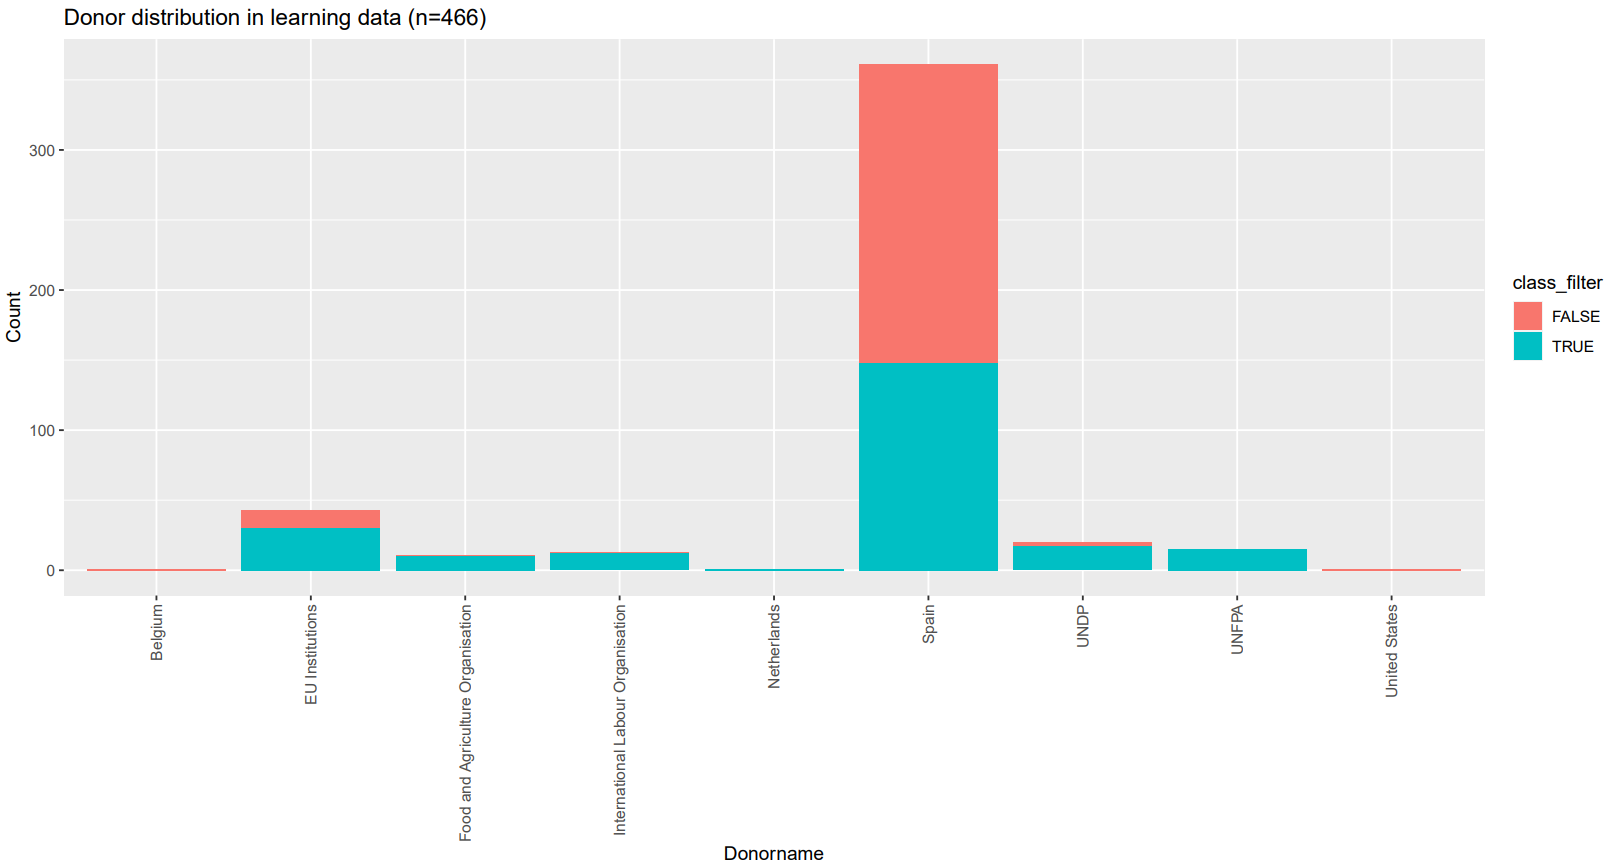 Donor distribution in learning data (n=466)
Count
300
200
100
0
Belgium
EU Institutions
Food and Agriculture Organisation
International Labour Organisation
Netherlands
Spain
UNDP
UNFPA
United States
Donorname
class_filter
FALSE
TRUE